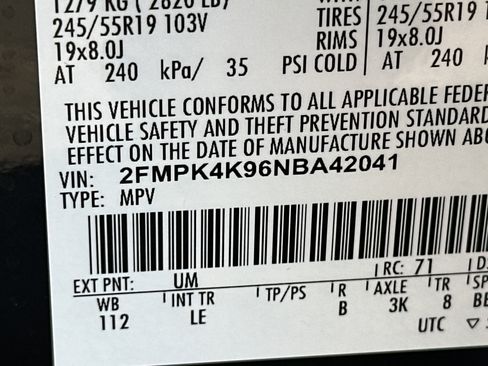 1279 KG ( 2820 LB)
245/55R19 103V TIRES 245/55R19
19x8.0J RIMS 19x8.0J
AT 240 kPa/ 35 PSI COLD AT 240
THIS VEHICLE CONFORMS TO ALL APPLICABLE FEDER
VEHICLE SAFETY AND THEFT PREVENTION STANDARD
EFFECT ON THE DATE OF MANUFACTURE SHOWN ABO
VIN: 2FMPK4K96NBA42041
TYPE: MPV
EXT PNT: UM RC: 71
WB INT TR TP/PS R AXLE TR SP
112 LE B 3K 8
UTC